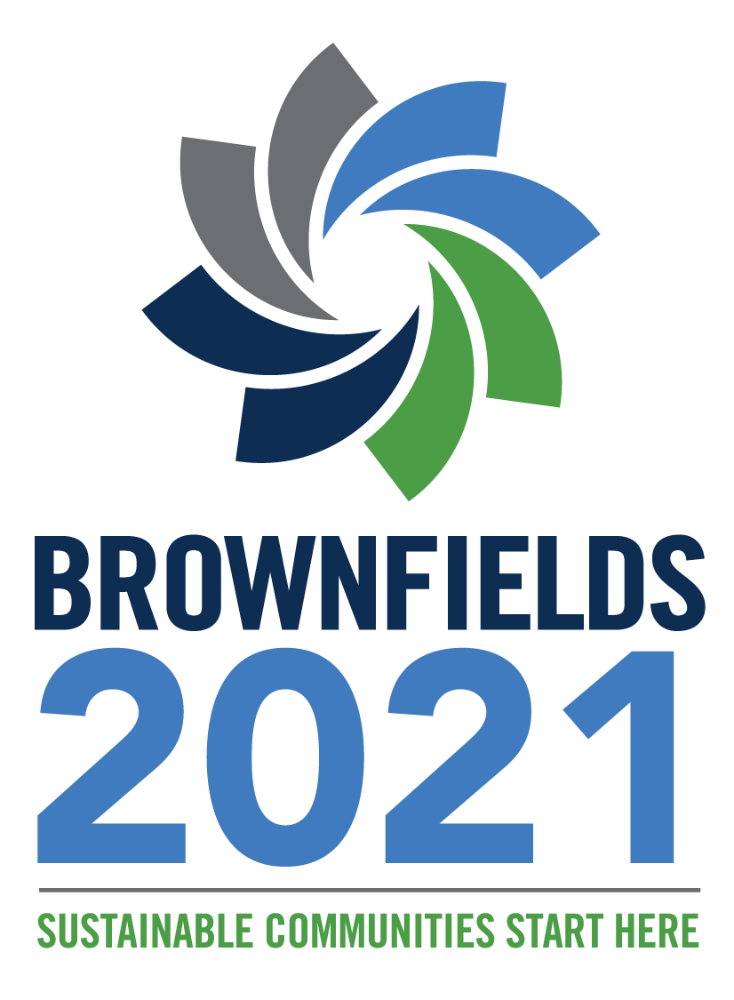 BROWNFIELDS
2021
SUSTAINABLE COMMUNITIES START HERE